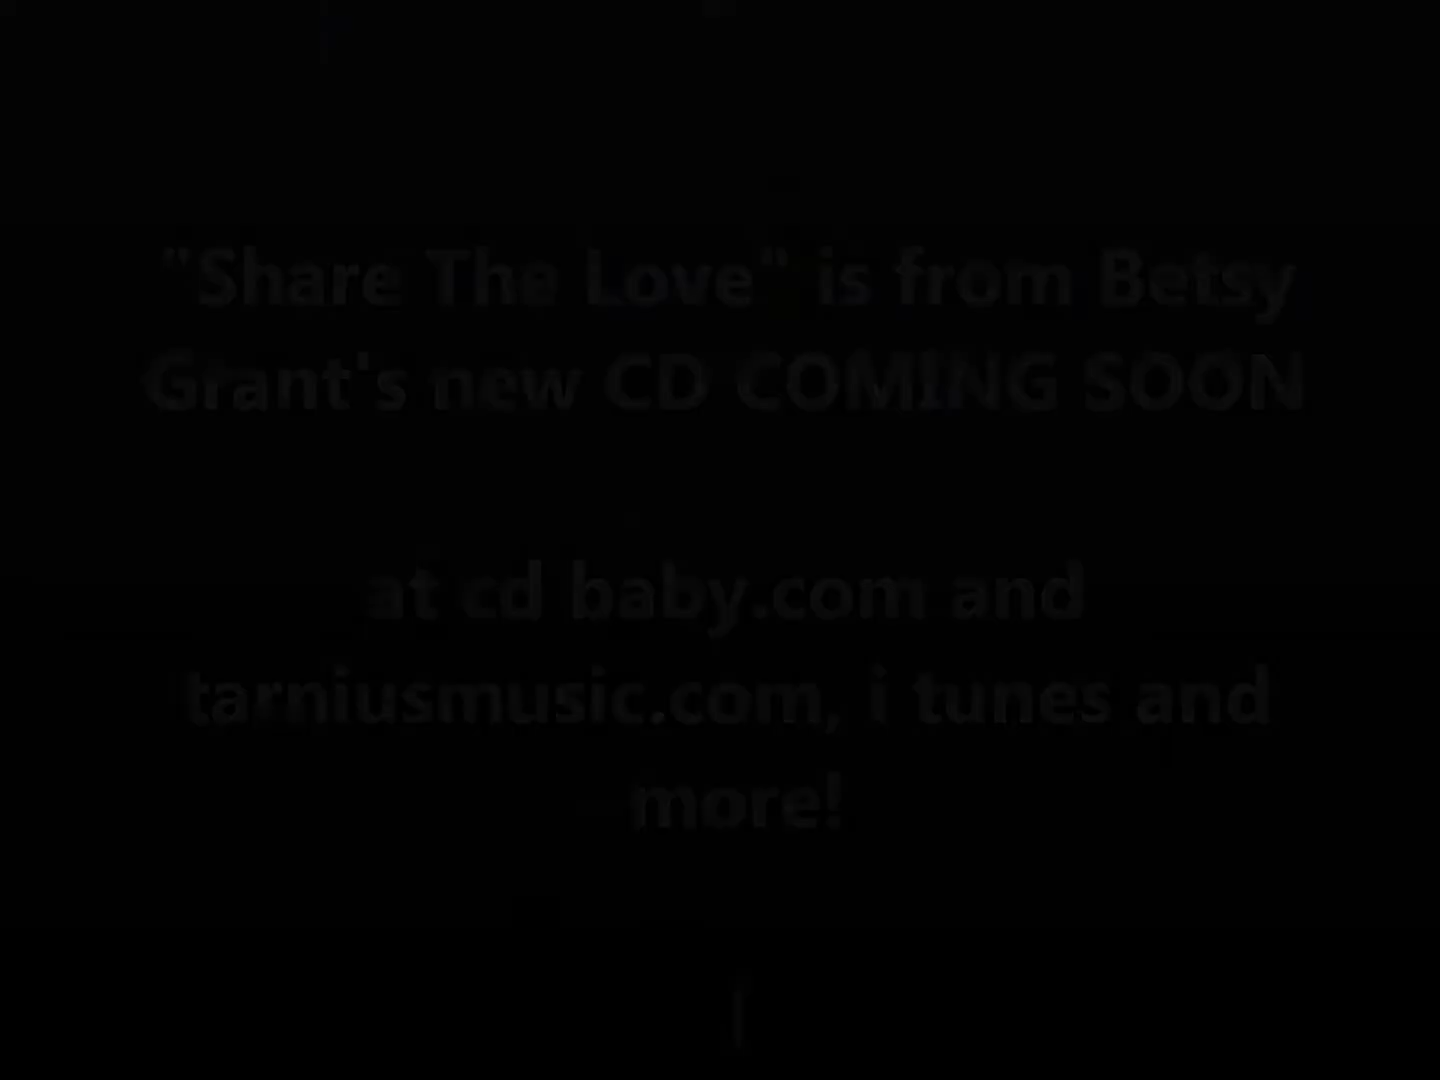 "Share The Love" is from Betsy
Grant's new CD COMING SOON
at cd baby.com and
tarniusmusic.com, i tunes and
more!